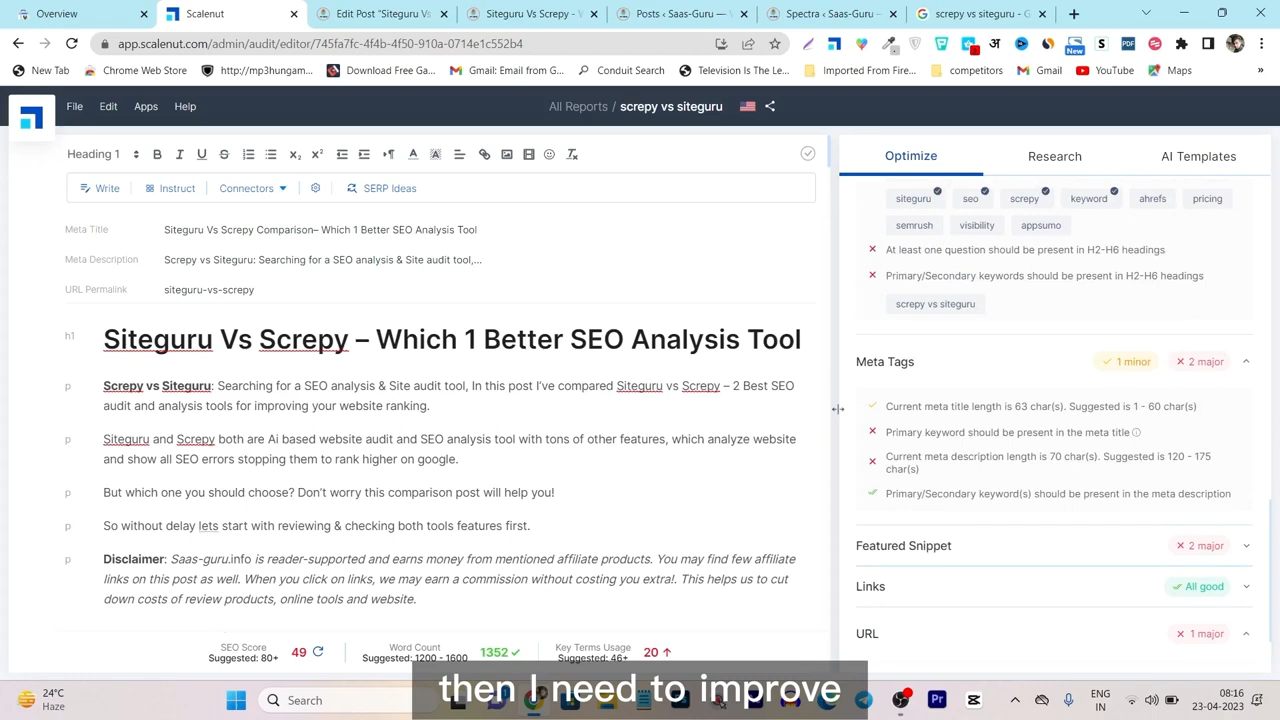 Overview
Scalenut
Edit Post "Siteguru Vs
Siteguru Vs Screpy -
Posts ‹ Saas-Guru —
Spectra ‹ Saas-Guru —
screpy vs siteguru - G
app.scalenut.com/admin/audit/editor/745fa7fc-404b-4f50-910a-0f14e1c552b4
New Tab
Chrome Web Store
http://mp3hungam...
Download Free Ga...
Gmail: Email from G...
Conduit Search
Television Is The Le...
Imported From Fire...
competitors
Gmail
YouTube
Maps
»
File Edit Apps Help
All Reports / screpy vs siteguru
Heading 1
Write
Instruct
Connectors
SERP Ideas
Meta Title Siteguru Vs Screpy Comparison– Which 1 Better SEO Analysis Tool
Meta Description Screpy vs Siteguru: Searching for a SEO analysis & Site audit tool,...
URL Permalink siteguru-vs-screpy
h1 Siteguru Vs Screpy – Which 1 Better SEO Analysis Tool
p Screpy vs Siteguru: Searching for a SEO analysis & Site audit tool, In this post I've compared Siteguru vs Screpy – 2 Best SEO
audit and analysis tools for improving your website ranking.
p Siteguru and Screpy both are Ai based website audit and SEO analysis tool with tons of other features, which analyze website
and show all SEO errors stopping them to rank higher on google.
p But which one you should choose? Don't worry this comparison post will help you!
p So without delay lets start with reviewing & checking both tools features first.
p Disclaimer: Saas-guru.info is reader-supported and earns money from mentioned affiliate products. You may find few affiliate
links on this post as well. When you click on links, we may earn a commission without costing you extra!. This helps us to cut
down costs of review products, online tools and website.
SEO Score
Suggested: 80+
49
Word Count
Suggested: 1200 - 1600
1352
Key Terms Usage
Suggested: 46+
20
Optimize
Research
AI Templates
siteguru seo screpy keyword ahrefs pricing
semrush visibility appsumo
At least one question should be present in H2-H6 headings
Primary/Secondary keywords should be present in H2-H6 headings
screpy vs siteguru
Meta Tags 1 minor 2 major
Current meta title length is 63 char(s). Suggested is 1 - 60 char(s)
Primary keyword should be present in the meta title
Current meta description length is 70 char(s). Suggested is 120 - 175
char(s)
Primary/Secondary keyword(s) should be present in the meta description
Featured Snippet 2 major
Links All good
URL 1 major
then I need to improve
24°C
Haze
Search
ENG
IN
08:16
23-04-2023